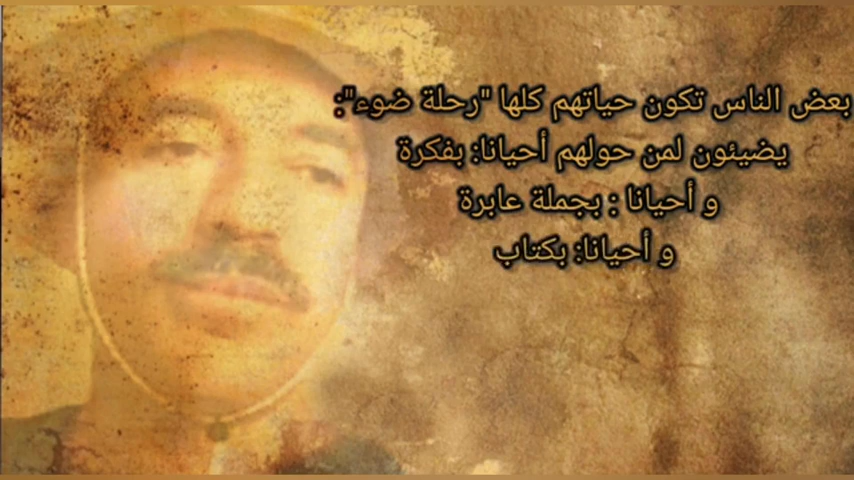 بعض الناس تكون حياتهم كلها "رحلة ضوء":
يضيئون لمن حولهم أحيانا: بفكرة
و أحيانا : بجملة عابرة
و أحيانا: بكتاب